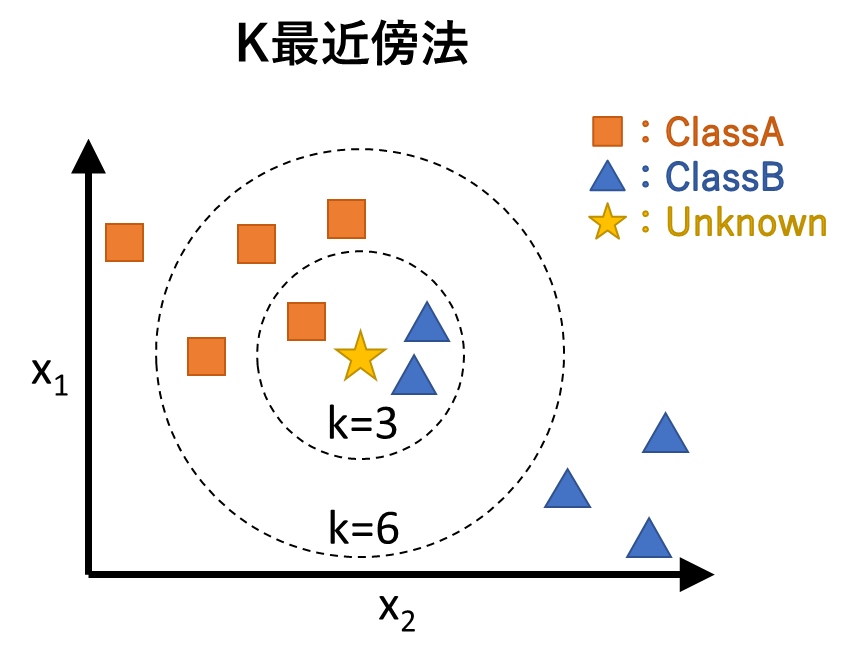 K最近傍法
：ClassA
：ClassB
：Unknown
x1
k=3
k=6
x2